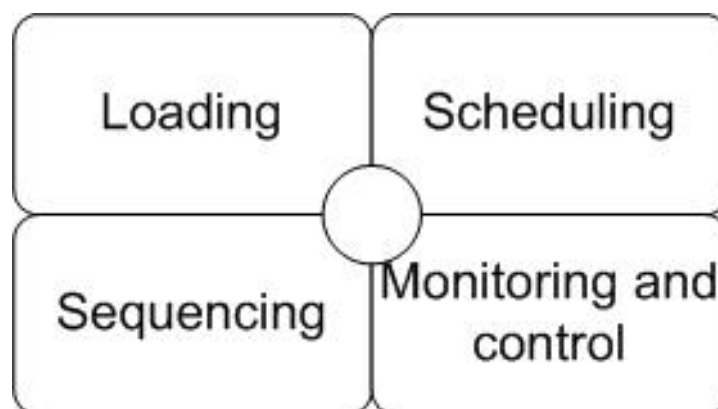 Loading
Scheduling
Sequencing
Monitoring and
control